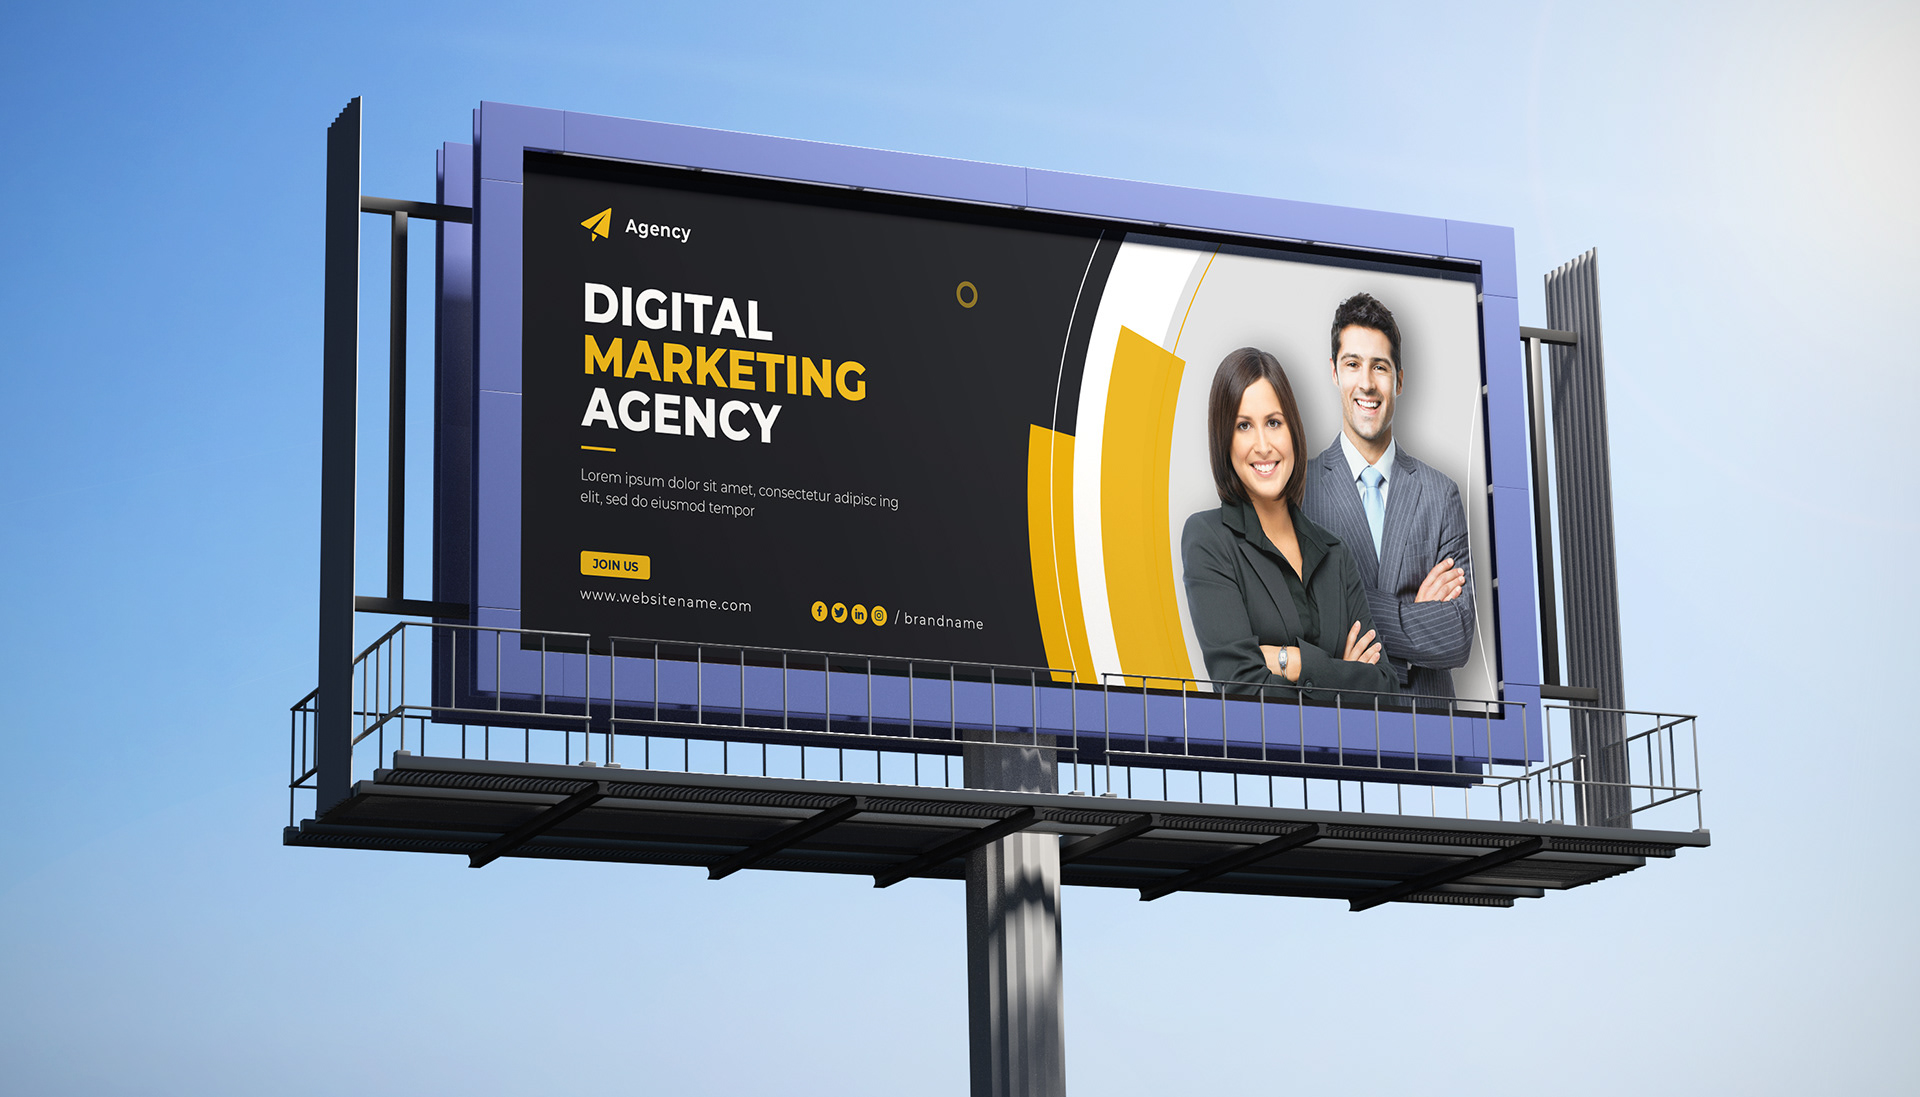 Agency
DIGITAL
MARKETING
AGENCY
Lorem ipsum dolor sit amet, consectetur adipisc ing
elit, sed do eiusmod tempor
JOIN US
www.websitename.com
/ brandname